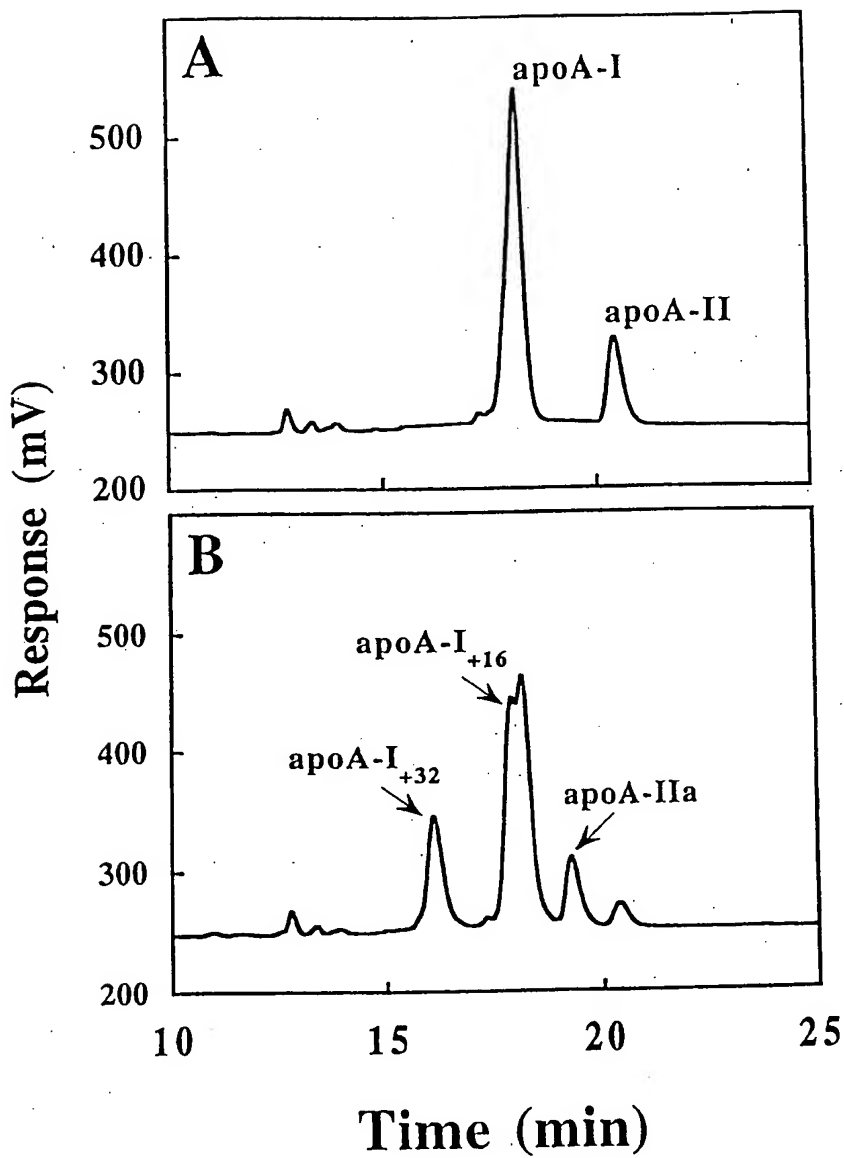 A
apoA-I
500
400
apoA-II
300
200
B
500
apoA-I+16
400
apoA-I+32
apoA-IIa
300
200
10 15 20 25
Response (mV)
Time (min)